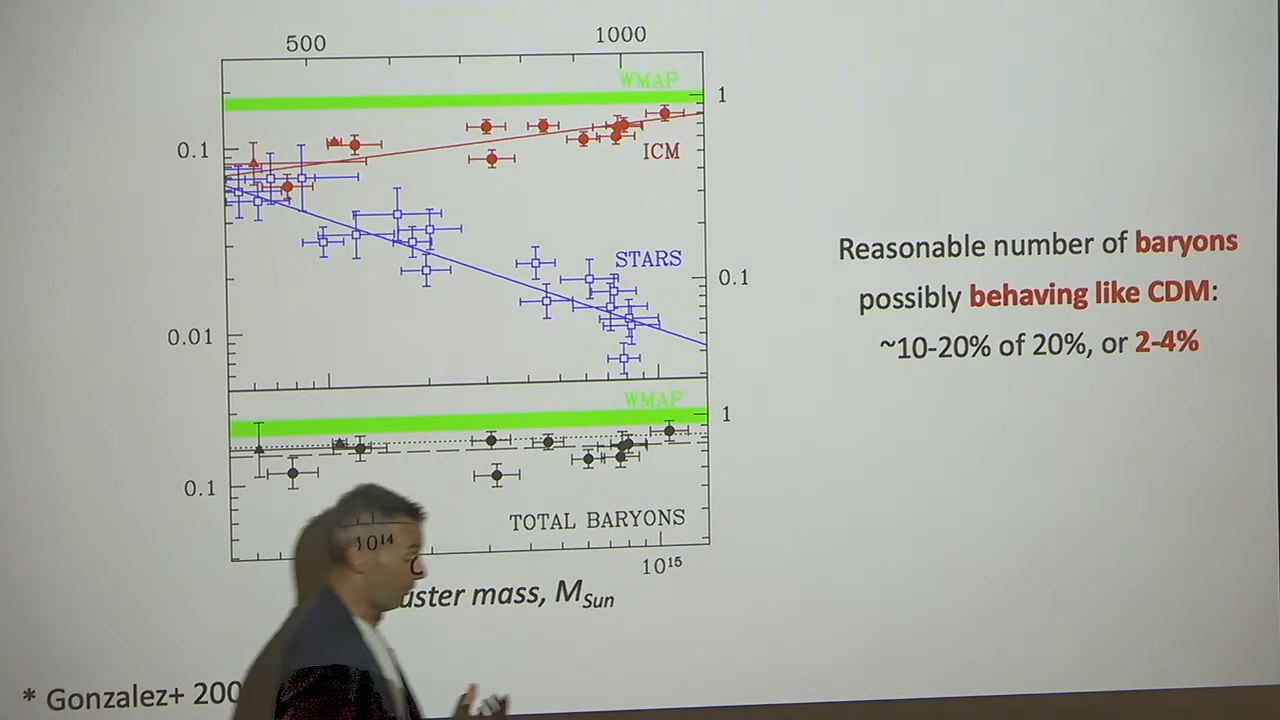 500 1000
WMAP
1
0.1
ICM
STARS
0.1
0.01
WMAP
1
0.1
TOTAL BARYONS
10¹⁴
10¹⁵
mass, M_Sun
Reasonable number of baryons
possibly behaving like CDM:
~10-20% of 20%, or 2-4%
* Gonzalez+